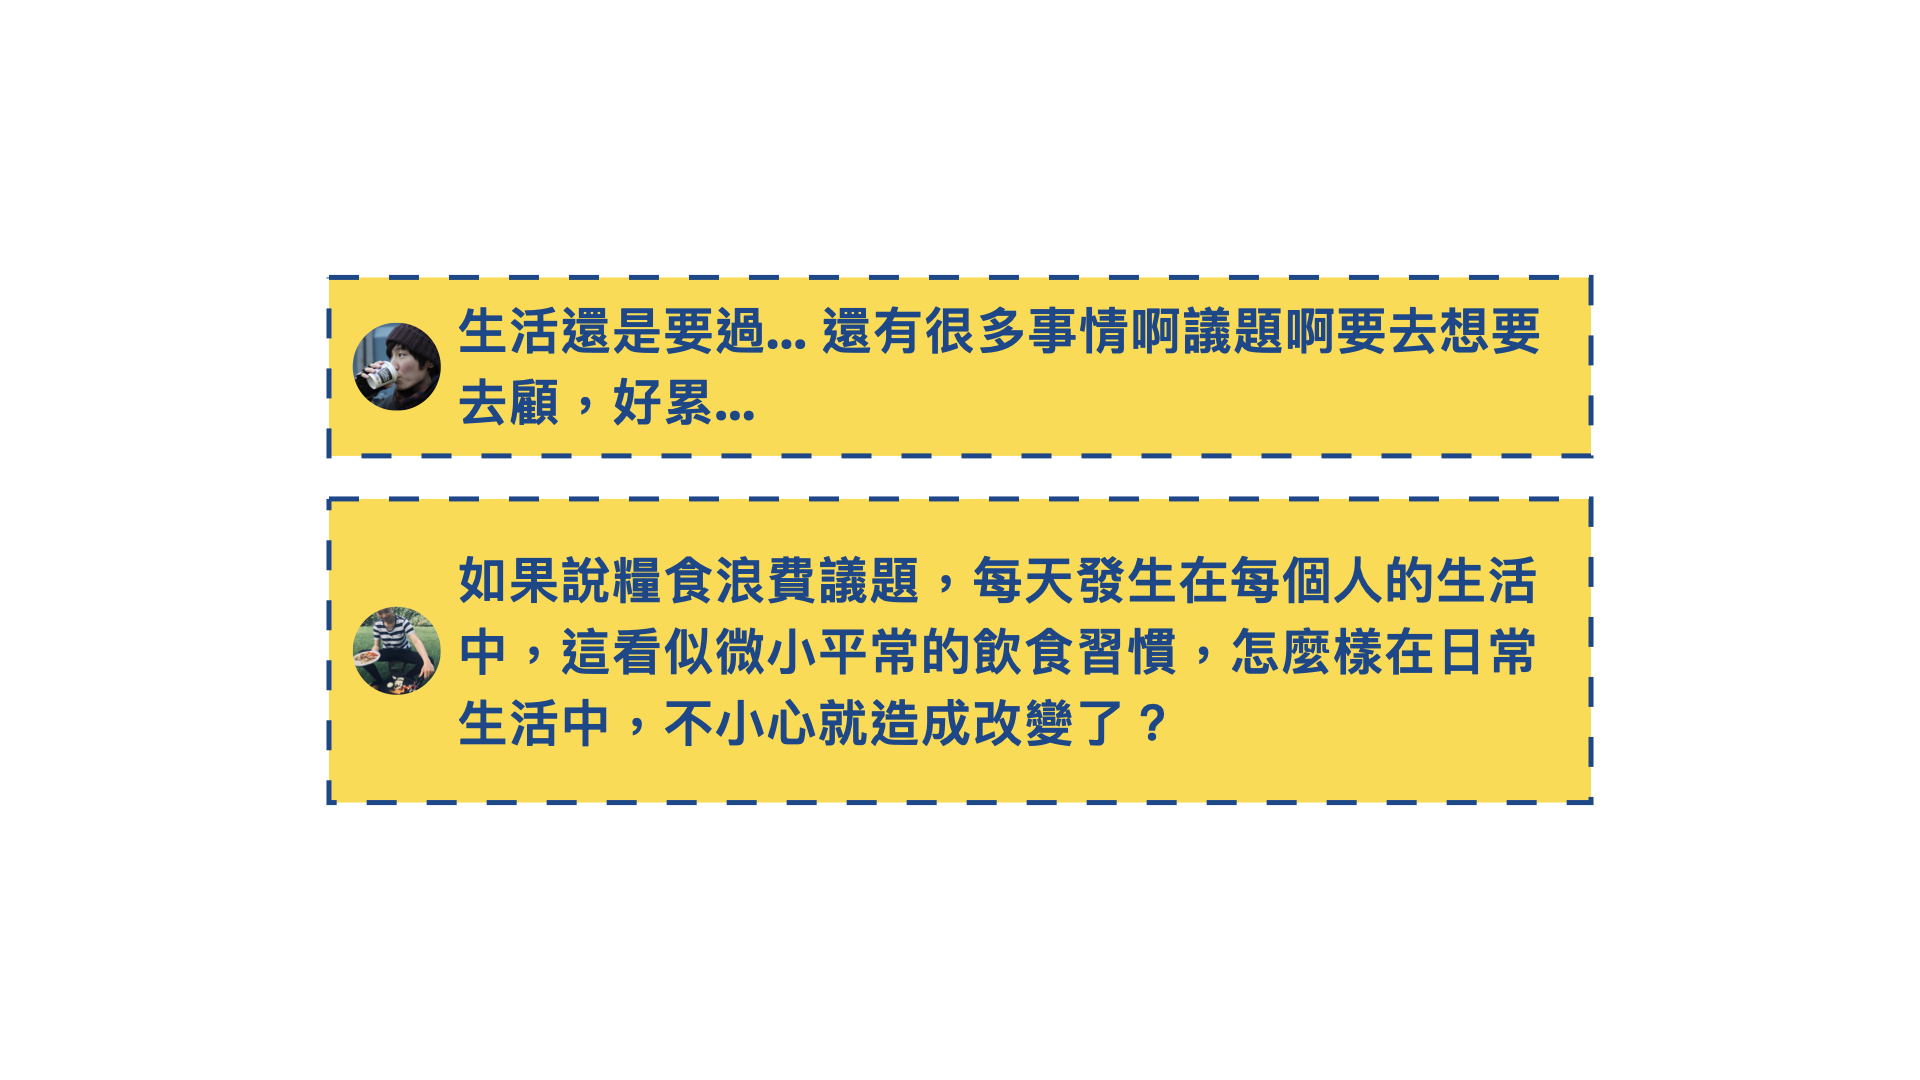 生活還是要過... 還有很多事情啊議題啊要去想要
去顧，好累...
如果說糧食浪費議題，每天發生在每個人的生活
中，這看似微小平常的飲食習慣，怎麼樣在日常
生活中，不小心就造成改變了？